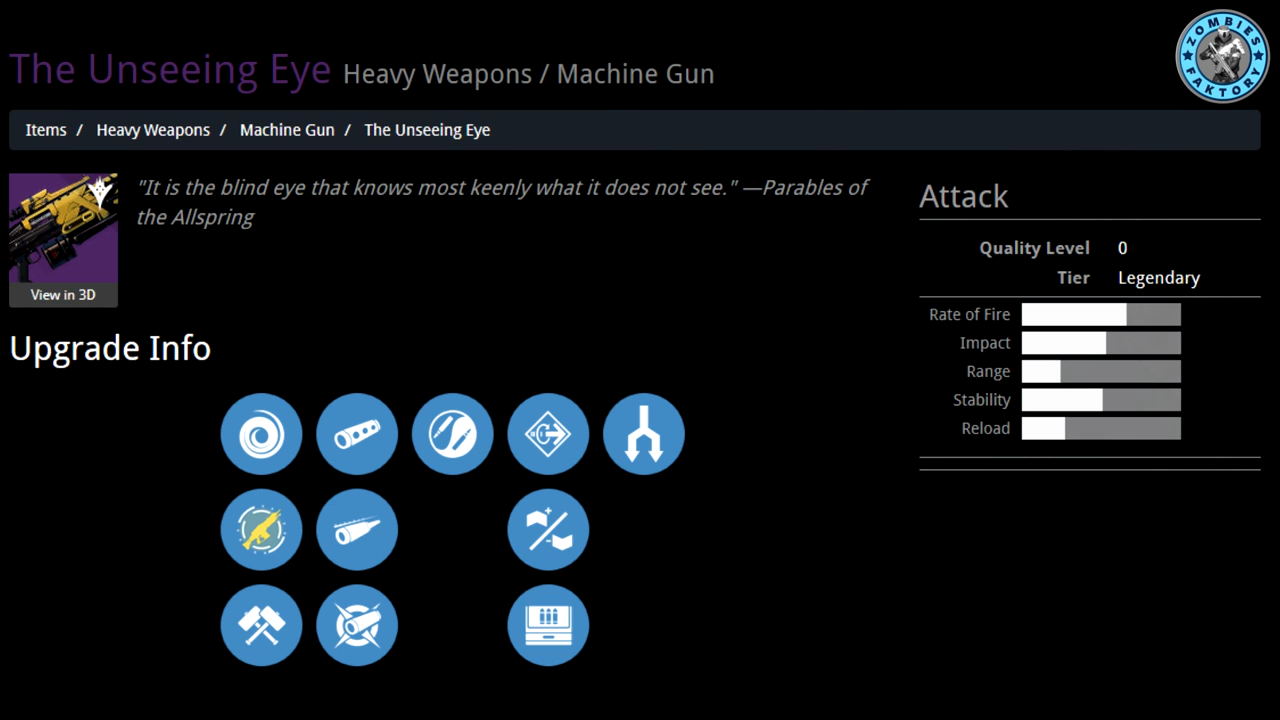 The Unseeing Eye Heavy Weapons / Machine Gun
ZOMBIES
FAKTORY
Items / Heavy Weapons / Machine Gun / The Unseeing Eye
"It is the blind eye that knows most keenly what it does not see." —Parables of
the Allspring
View in 3D
Attack
Quality Level 0
Tier Legendary
Rate of Fire
Impact
Range
Stability
Reload
Upgrade Info